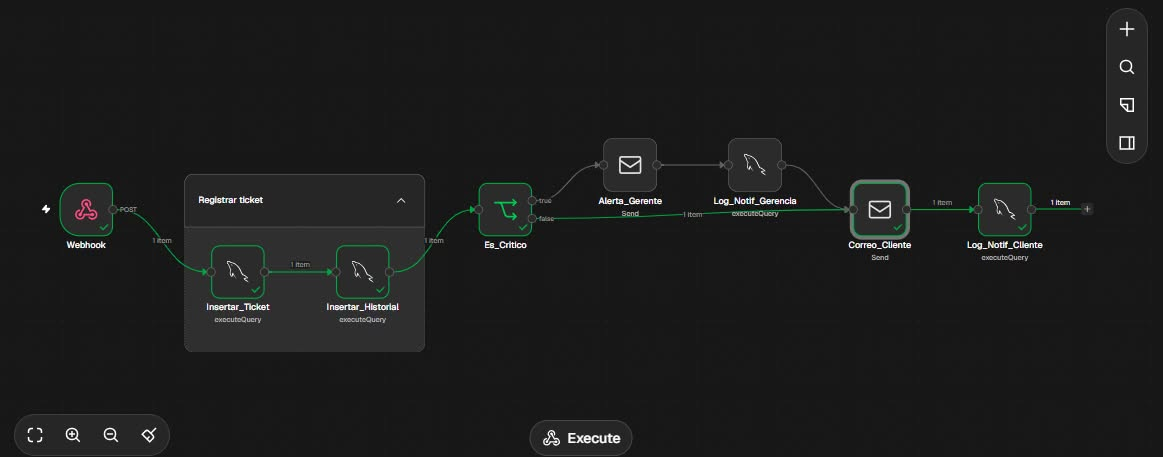 POST
Webhook
1 item
Registrar ticket
1 item
Insertar_Ticket
executeQuery
Insertar_Historial
executeQuery
1 item
true
false
Es_Critico
Alerta_Gerente
Send
Log_Notif_Gerencia
executeQuery
1 item
Correo_Cliente
Send
1 item
Log_Notif_Cliente
executeQuery
1 item
Execute